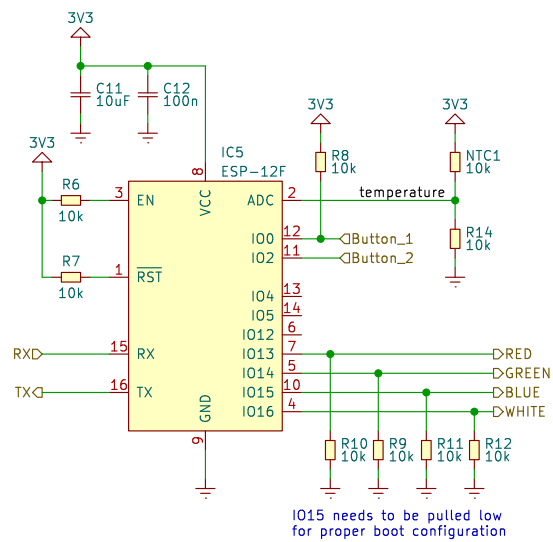 3V3
C11
10uF
C12
100n
3V3
R6
10k
R7
10k
IC5
ESP-12F
8
VCC
3
EN
1
RST
15
RX
16
TX
RX
TX
GND
9
ADC
2
IO0
12
IO2
11
IO4
13
IO5
14
IO12
6
IO13
7
IO14
5
IO15
10
IO16
4
3V3
R8
10k
3V3
NTC1
10k
temperature
R14
10k
Button_1
Button_2
RED
GREEN
BLUE
WHITE
R10
10k
R9
10k
R11
10k
R12
10k
IO15 needs to be pulled low
for proper boot configuration